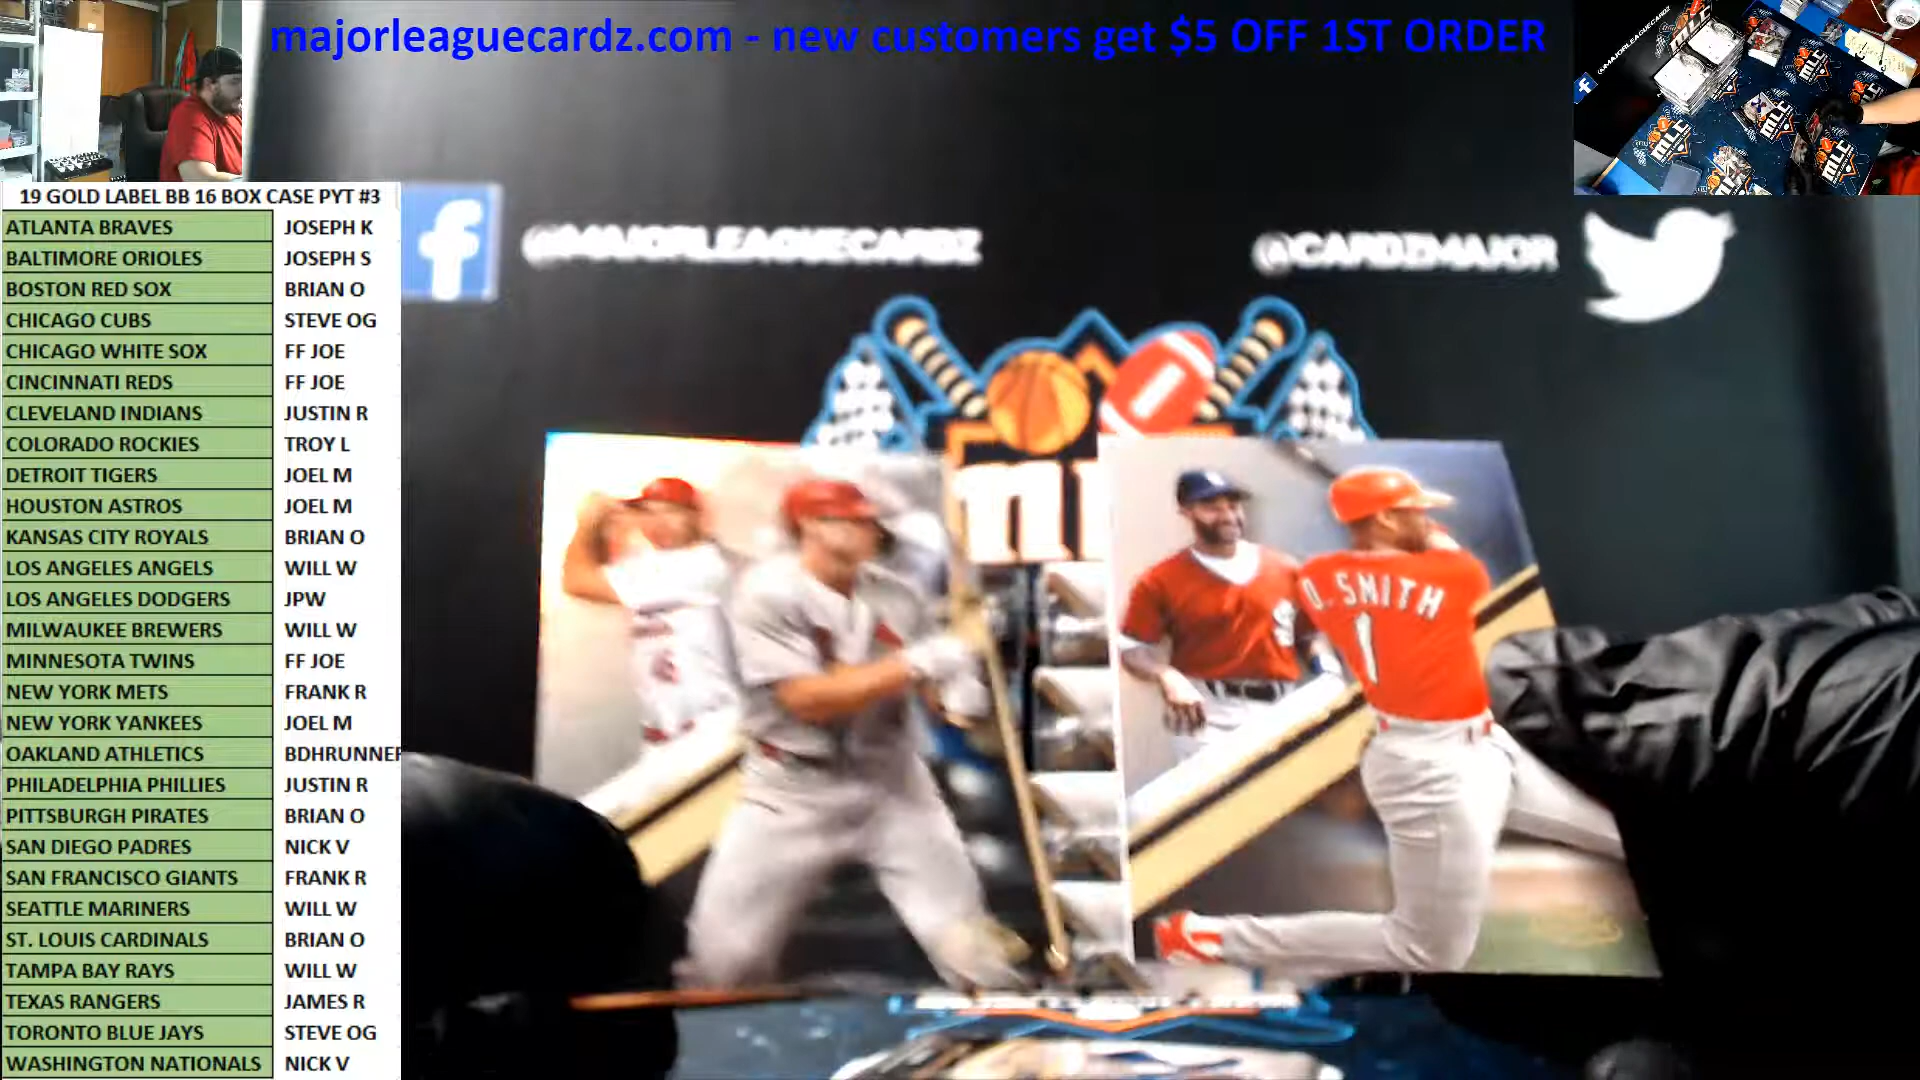 majorleaguecardz.com - new customers get $5 OFF 1ST ORDER
@MAJORLEAGUECARDZ
MLC
MLC
MLC
MLC
19 GOLD LABEL BB 16 BOX CASE PYT #3
@MAJORLEAGUECARDZ
@CARDZMAJOR
ATLANTA BRAVES JOSEPH K
BALTIMORE ORIOLES JOSEPH S
BOSTON RED SOX BRIAN O
CHICAGO CUBS STEVE OG
CHICAGO WHITE SOX FF JOE
CINCINNATI REDS FF JOE
CLEVELAND INDIANS JUSTIN R
COLORADO ROCKIES TROY L
DETROIT TIGERS JOEL M
HOUSTON ASTROS JOEL M
KANSAS CITY ROYALS BRIAN O
LOS ANGELES ANGELS WILL W
LOS ANGELES DODGERS JPW
MILWAUKEE BREWERS WILL W
MINNESOTA TWINS FF JOE
NEW YORK METS FRANK R
NEW YORK YANKEES JOEL M
OAKLAND ATHLETICS BDHRUNNER
PHILADELPHIA PHILLIES JUSTIN R
PITTSBURGH PIRATES BRIAN O
SAN DIEGO PADRES NICK V
SAN FRANCISCO GIANTS FRANK R
SEATTLE MARINERS WILL W
ST. LOUIS CARDINALS BRIAN O
TAMPA BAY RAYS WILL W
TEXAS RANGERS JAMES R
TORONTO BLUE JAYS STEVE OG
WASHINGTON NATIONALS NICK V
O. SMITH
1